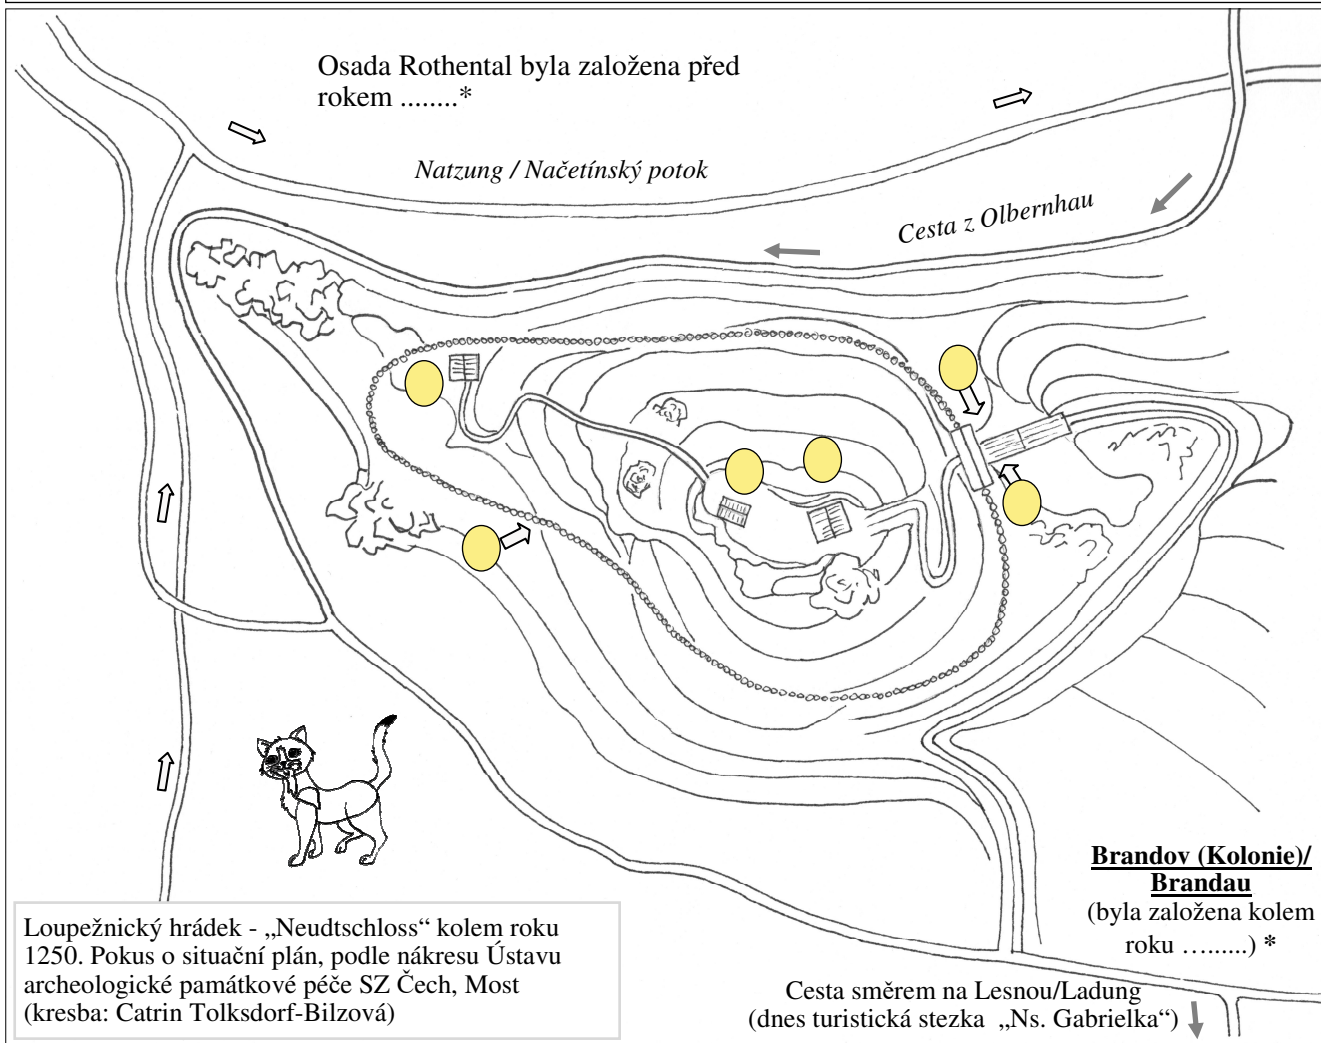 Osada Rothental byla založena před
rokem ........*
Natzung / Načetínský potok
Cesta z Olbernhau
Brandov (Kolonie)/
Brandau
(byla založena kolem
roku …......) *
Loupežnický hrádek - „Neudtschloss“ kolem roku
1250. Pokus o situační plán, podle nákresu Ústavu
archeologické památkové péče SZ Čech, Most
(kresba: Catrin Tolksdorf-Bilzová)
Cesta směrem na Lesnou/Ladung
(dnes turistická stezka „Ns. Gabrielka“)